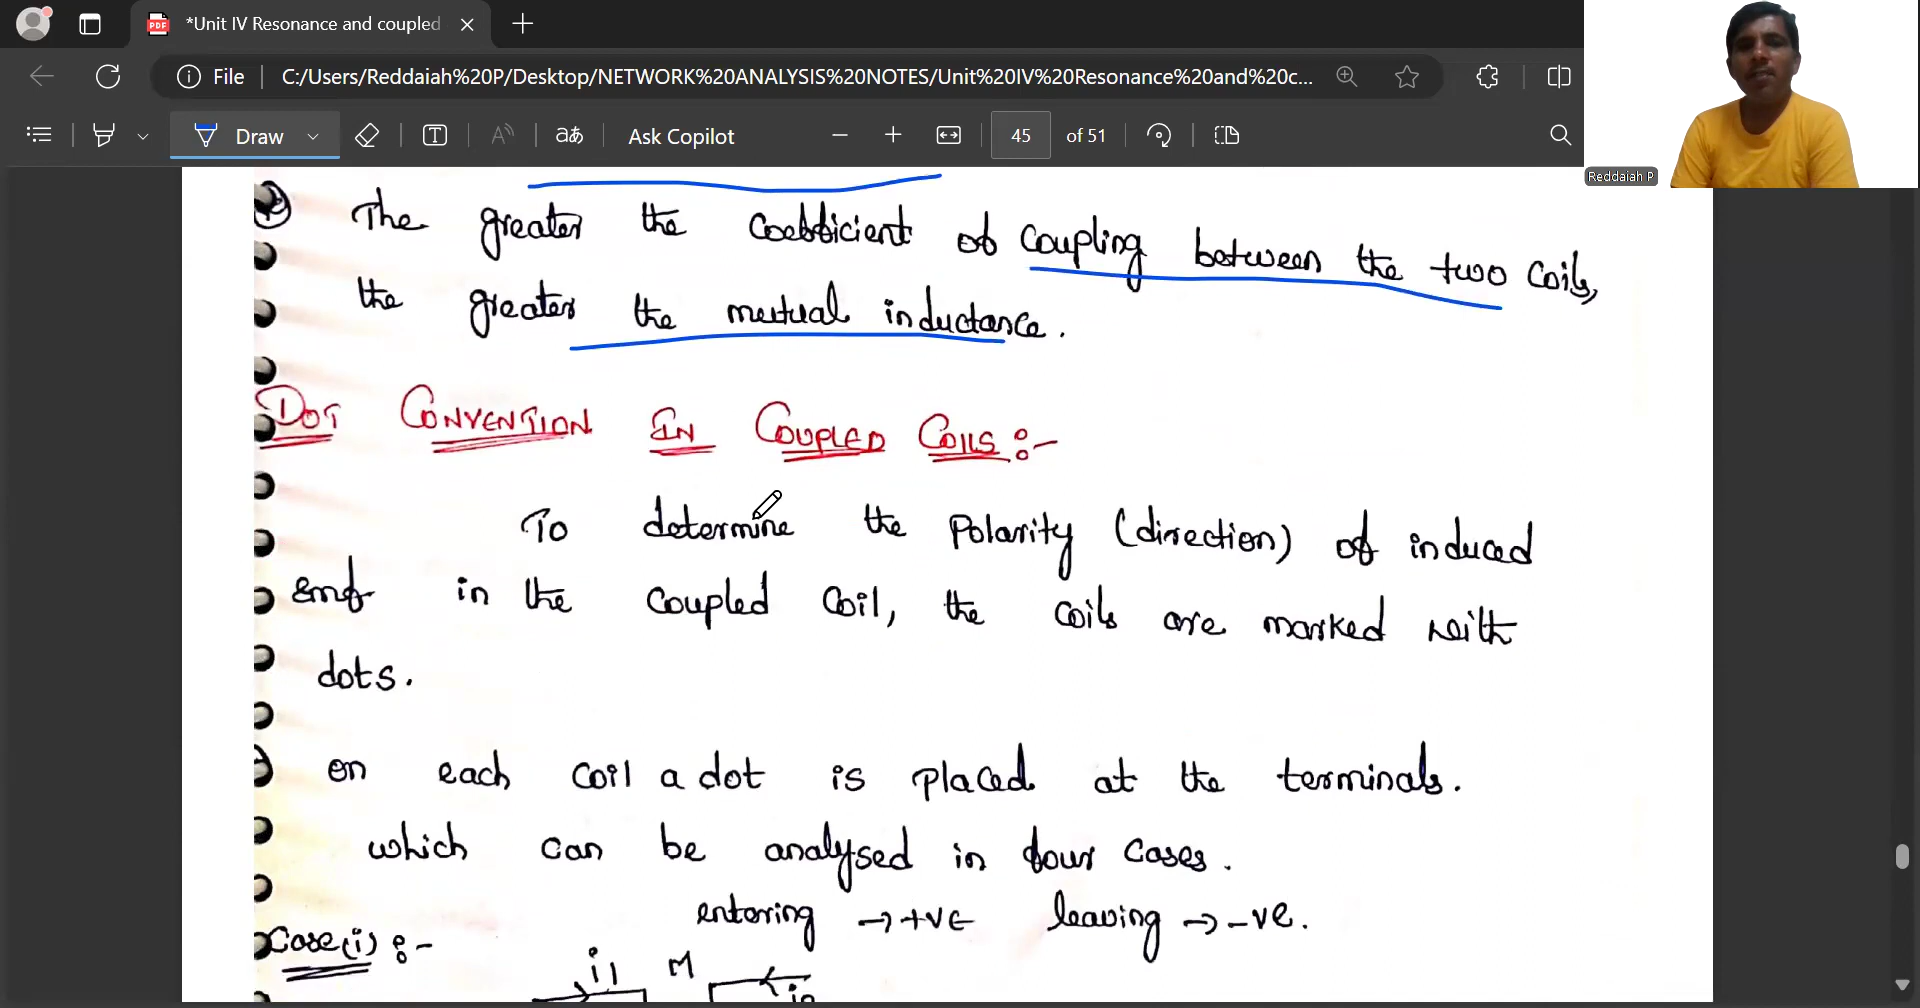 *Unit IV Resonance and coupled
File C:/Users/Reddaiah%20P/Desktop/NETWORK%20ANALYSIS%20NOTES/Unit%20IV%20Resonance%20and%20c...
Draw Ask Copilot 45 of 51
Reddaiah P
The greater the coefficient of coupling between the two coils,
the greater the mutual inductance.
DOT CONVENTION IN COUPLED COILS :-
To determine the Polarity (direction) of induced
emf in the coupled coil, the coils are marked with
dots.
on each coil a dot is placed at the terminals.
which can be analysed in four cases.
entering → +ve leaving → -ve.
Case(i) :-
i1 M